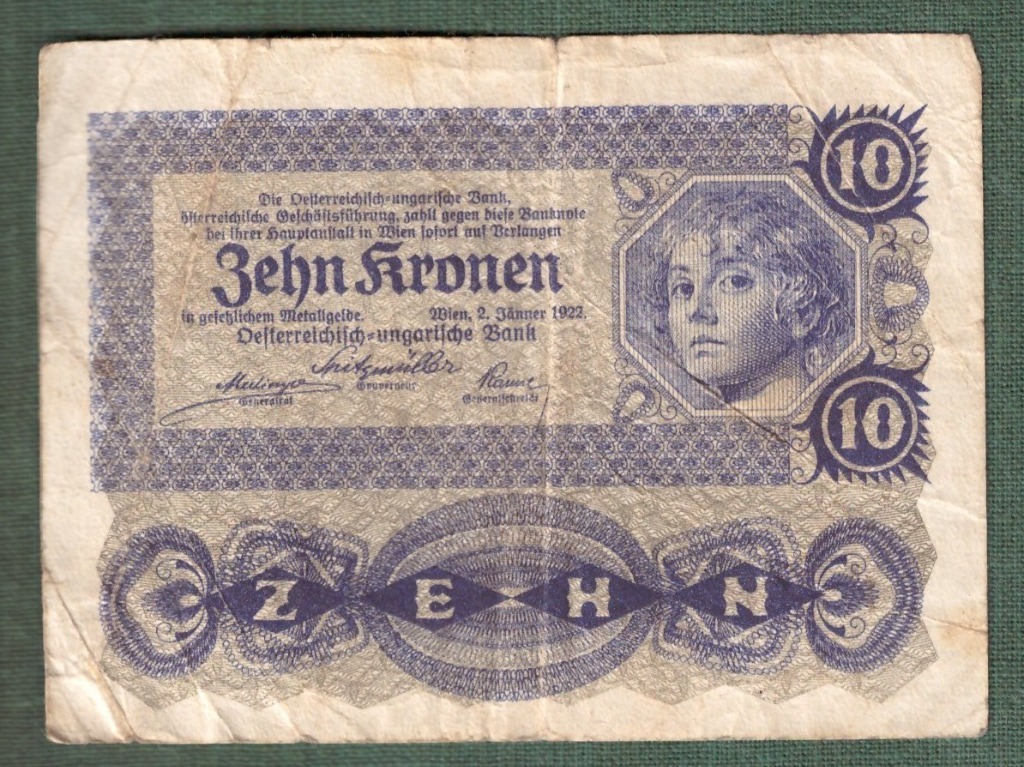 Die Oesterreichisch-ungarische Bank,
österreichische Geschäftsführung, zahlt gegen diese Banknote
bei ihrer Hauptanstalt in Wien sofort auf Verlangen
Zehn Kronen
in gesetzlichem Metallgelde. Wien, 2. Jänner 1922.
Oesterreichisch-ungarische Bank
Spitzmüller
Gouverneur
Generalrat
Generalsekretär
10
10
Z E H N